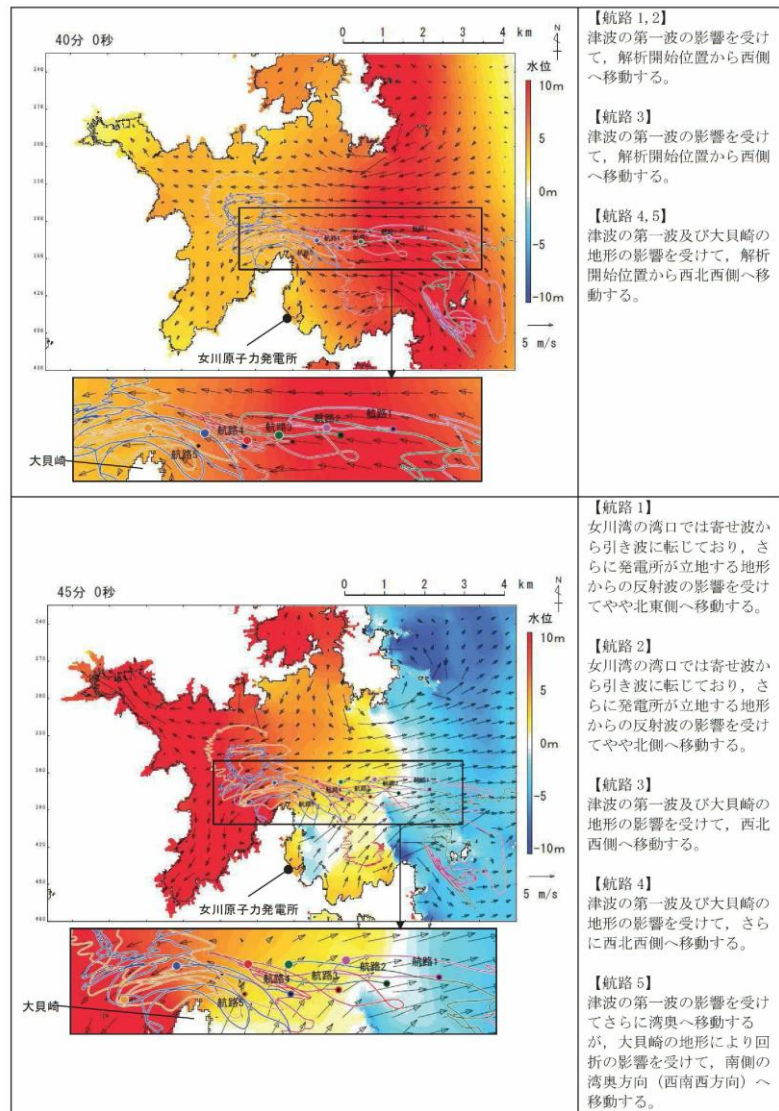 40分 0秒
0 1 2 3 4 km
N
水位
10m
5
0m
-5
-10m
5 m/s
女川原子力発電所
航路1
航路2
航路3
航路4
航路5
大貝崎
【航路 1,2】
津波の第一波の影響を受け
て，解析開始位置から西側
へ移動する。
【航路 3】
津波の第一波の影響を受け
て，解析開始位置から西側
へ移動する。
【航路 4,5】
津波の第一波及び大貝崎の
地形の影響を受けて，解析
開始位置から西北西側へ移
動する。
45分 0秒
0 1 2 3 4 km
N
水位
10m
5
0m
-5
-10m
5 m/s
女川原子力発電所
航路1
航路2
航路3
航路4
航路5
大貝崎
【航路 1】
女川湾の湾口では寄せ波か
ら引き波に転じており，さ
らに発電所が立地する地形
からの反射波の影響を受け
てやや北東側へ移動する。
【航路 2】
女川湾の湾口では寄せ波か
ら引き波に転じており，さ
らに発電所が立地する地形
からの反射波の影響を受け
てやや北側へ移動する。
【航路 3】
津波の第一波及び大貝崎の
地形の影響を受けて，西北
西側へ移動する。
【航路 4】
津波の第一波及び大貝崎の
地形の影響を受けて，さら
に西北西側へ移動する。
【航路 5】
津波の第一波の影響を受け
てさらに湾奥へ移動する
が，大貝崎の地形により回
折の影響を受けて，南側の
湾奥方向（西南西方向）へ
移動する。